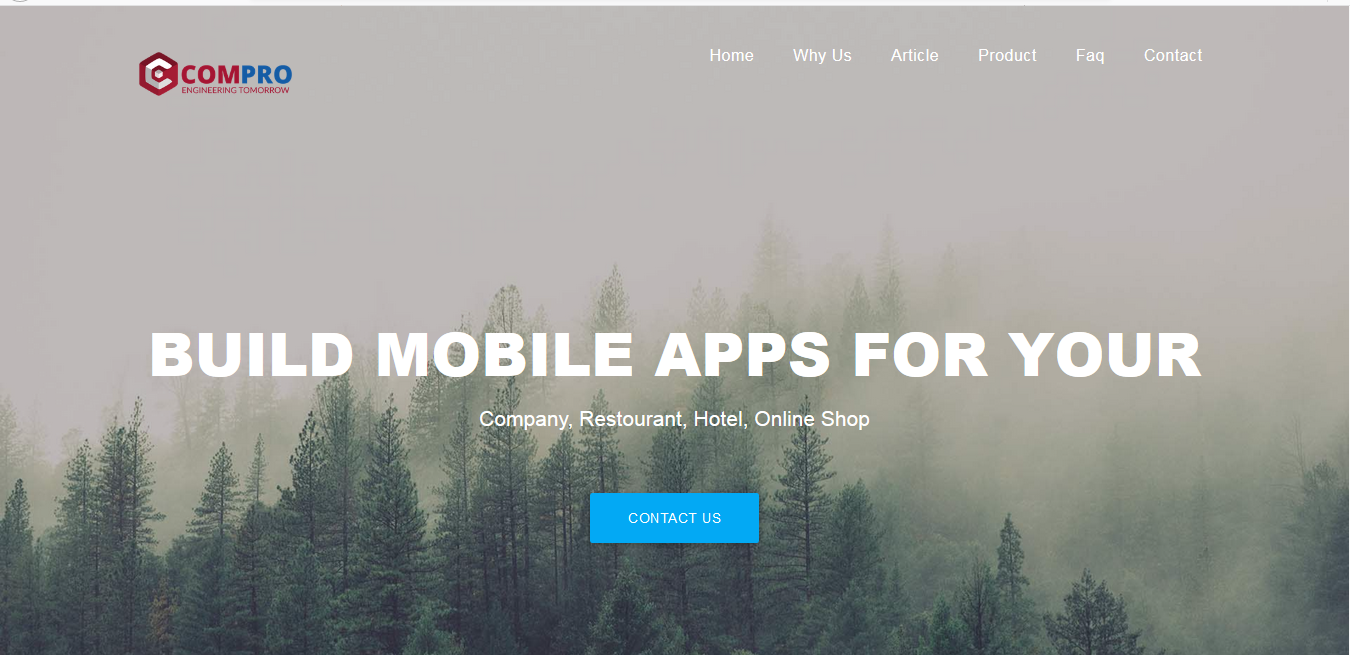 COMPRO
ENGINEERING TOMORROW
Home Why Us Article Product Faq Contact
BUILD MOBILE APPS FOR YOUR
Company, Restourant, Hotel, Online Shop
CONTACT US